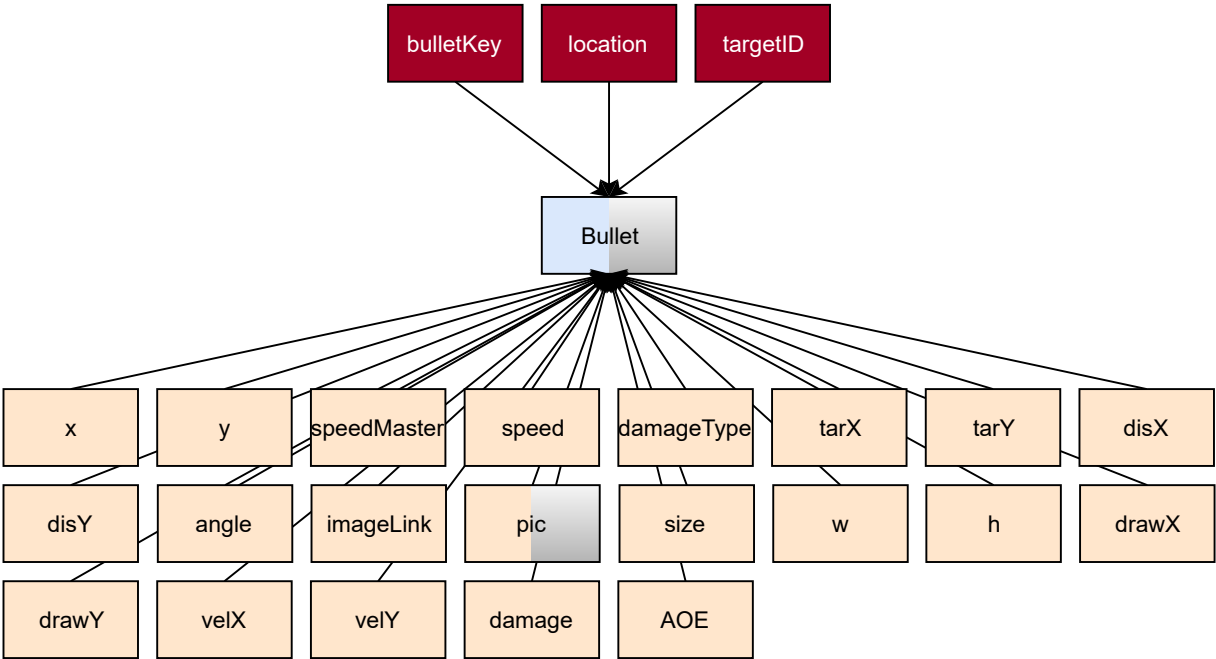 bulletKey
location
targetID
Bullet
x
y
speedMaster
speed
damageType
tarX
tarY
disX
disY
angle
imageLink
pic
size
w
h
drawX
drawY
velX
velY
damage
AOE